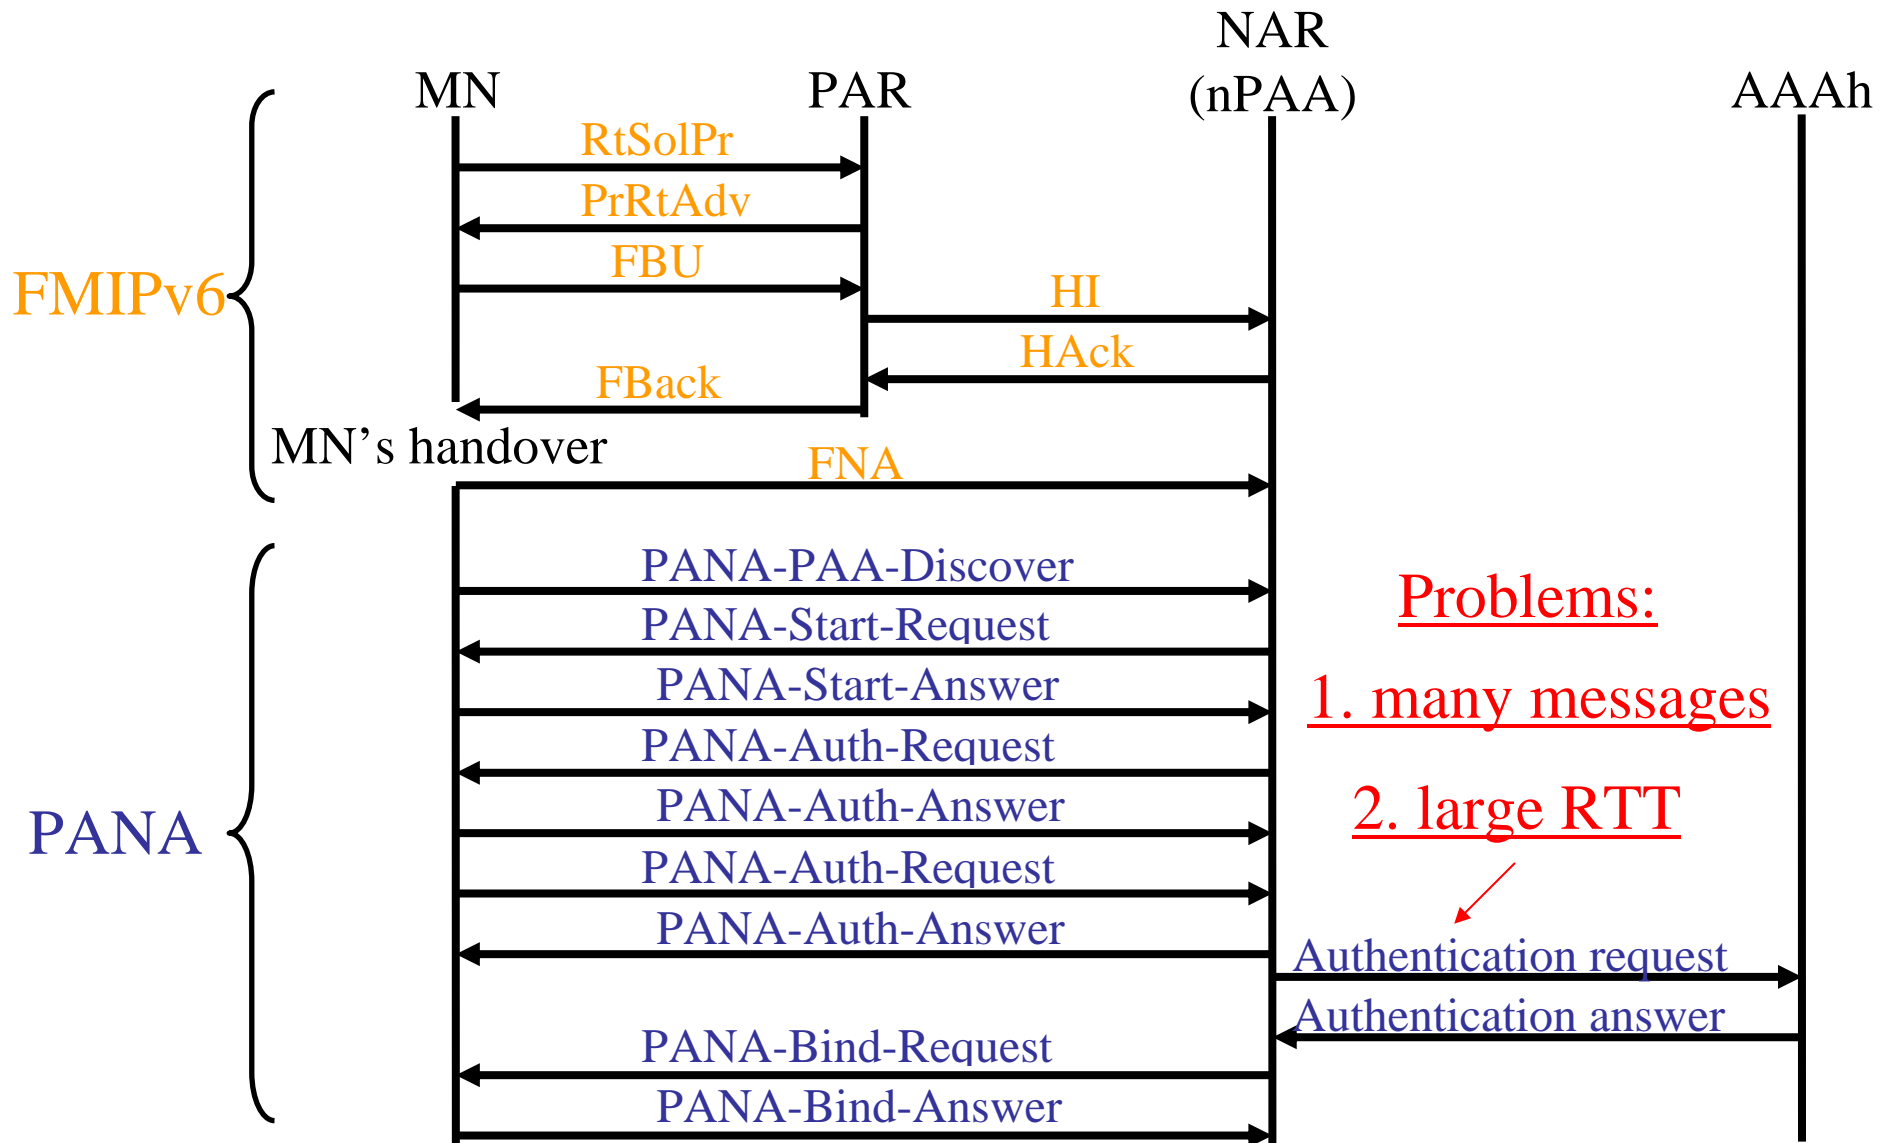 NAR
MN
PAR
(nPAA)
AAAh
RtSolPr
PrRtAdv
FBU
FMIPv6
HI
HAck
FBack
MN’s handover
FNA
PANA-PAA-Discover
Problems:
PANA-Start-Request
PANA-Start-Answer
1. many messages
PANA-Auth-Request
PANA-Auth-Answer
2. large RTT
PANA
PANA-Auth-Request
PANA-Auth-Answer
Authentication request
Authentication answer
PANA-Bind-Request
PANA-Bind-Answer